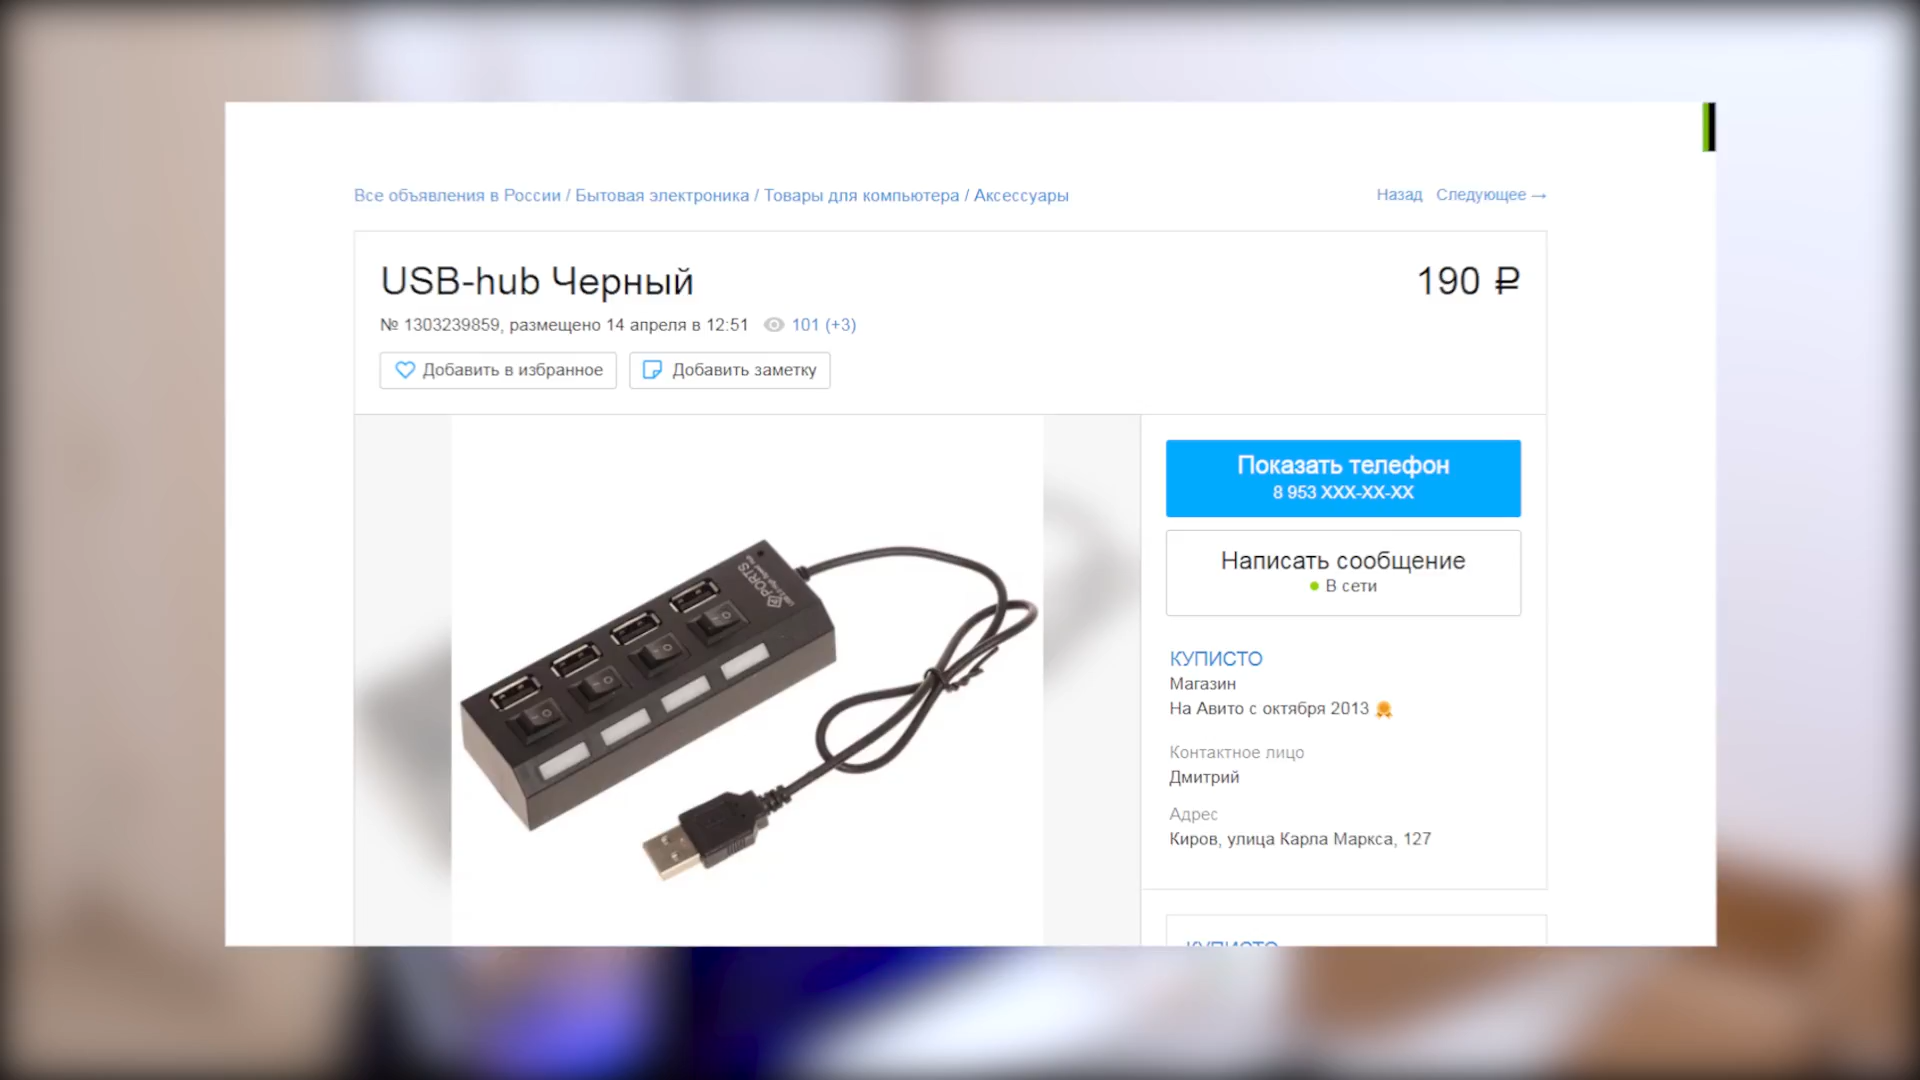 Все объявления в России / Бытовая электроника / Товары для компьютера / Аксессуары
Назад Следующее →
USB-hub Черный
190 ₽
№ 1303239859, размещено 14 апреля в 12:51 101 (+3)
Добавить в избранное
Добавить заметку
Показать телефон
8 953 XXX-XX-XX
Написать сообщение
В сети
PORTS
КУПИСТО
Магазин
На Авито с октября 2013
Контактное лицо
Дмитрий
Адрес
Киров, улица Карла Маркса, 127
КУПИСТО